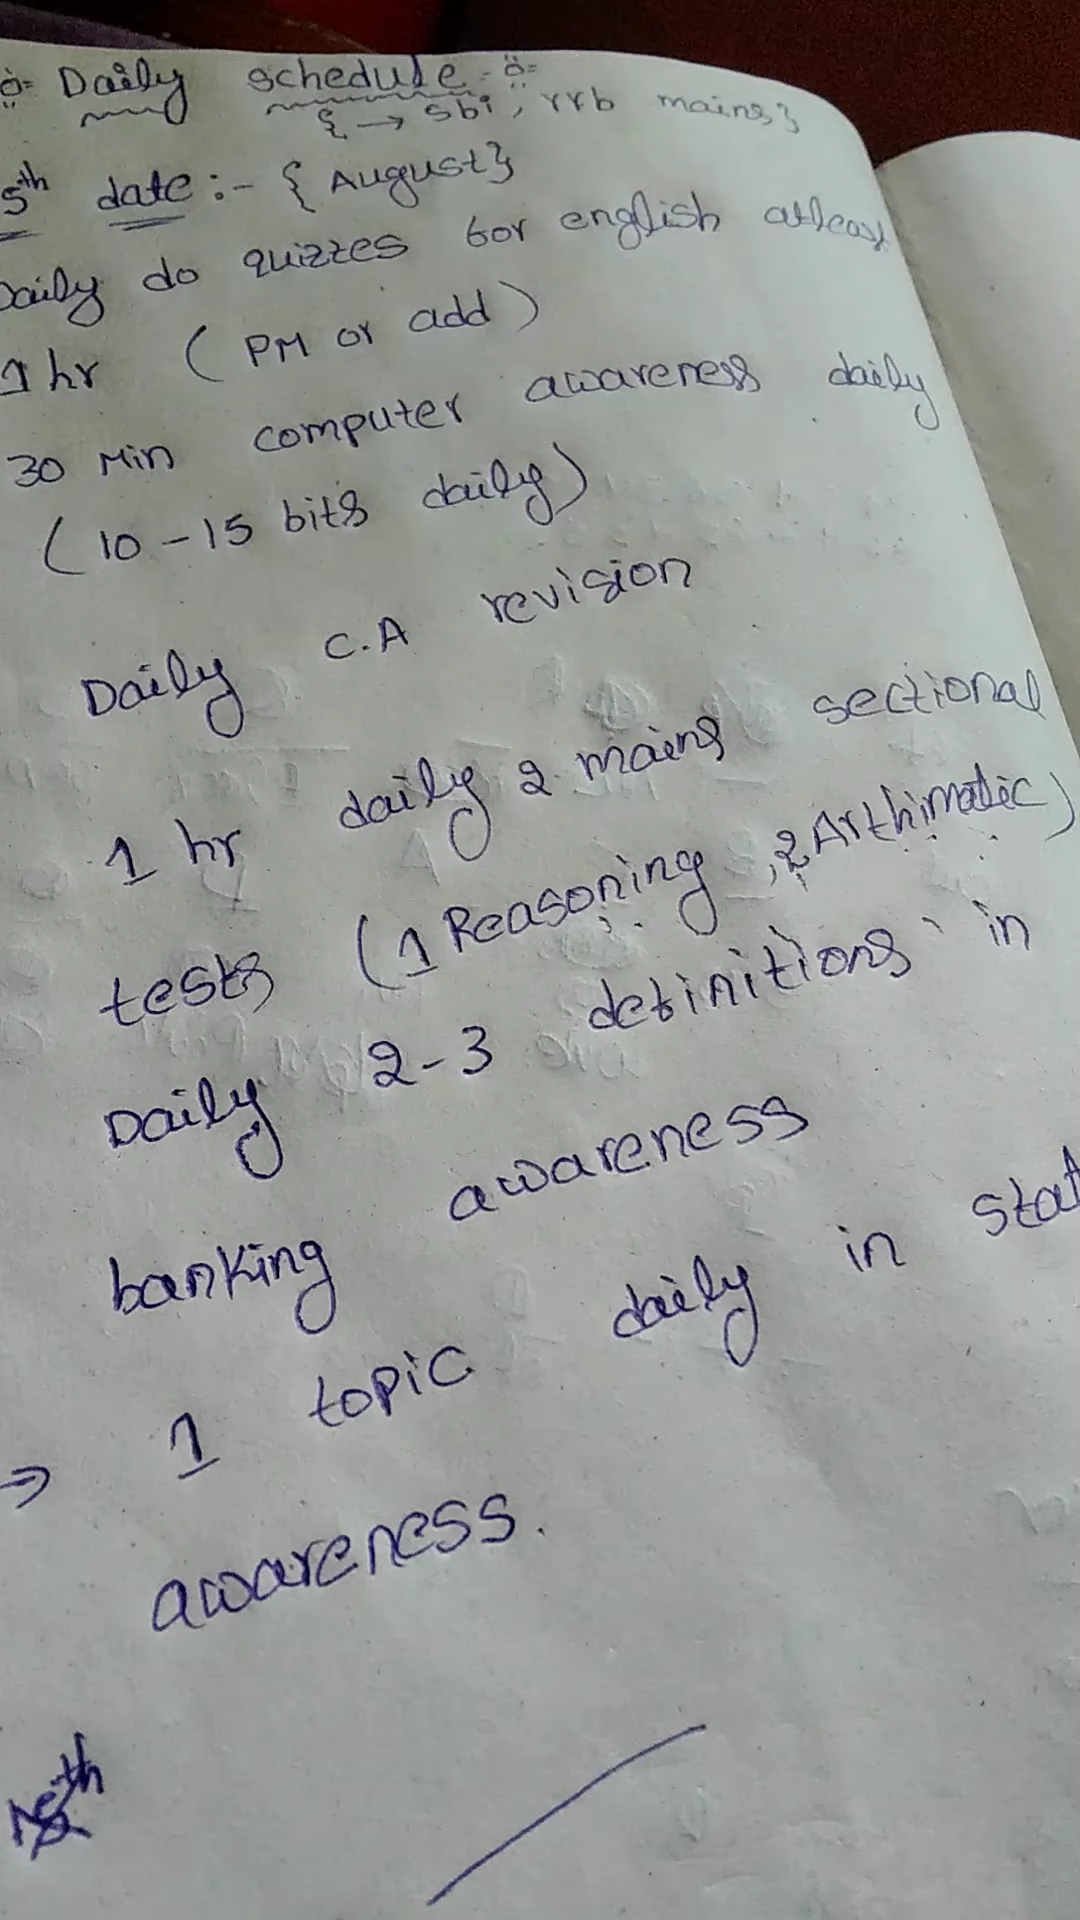 Daily schedule
{→ sbi, rrb mains}
5th date:- {August}
Daily do quizzes for english atleast
1 hr (PM or add)
30 Min computer awareness daily
(10-15 bits daily)
Daily C.A revision
1 hr daily 2 mains sectional
tests (1 Reasoning, 2 Arthimatic)
Daily 2-3 definitions in
banking awareness
⇒ 1 topic daily in stat
awareness.